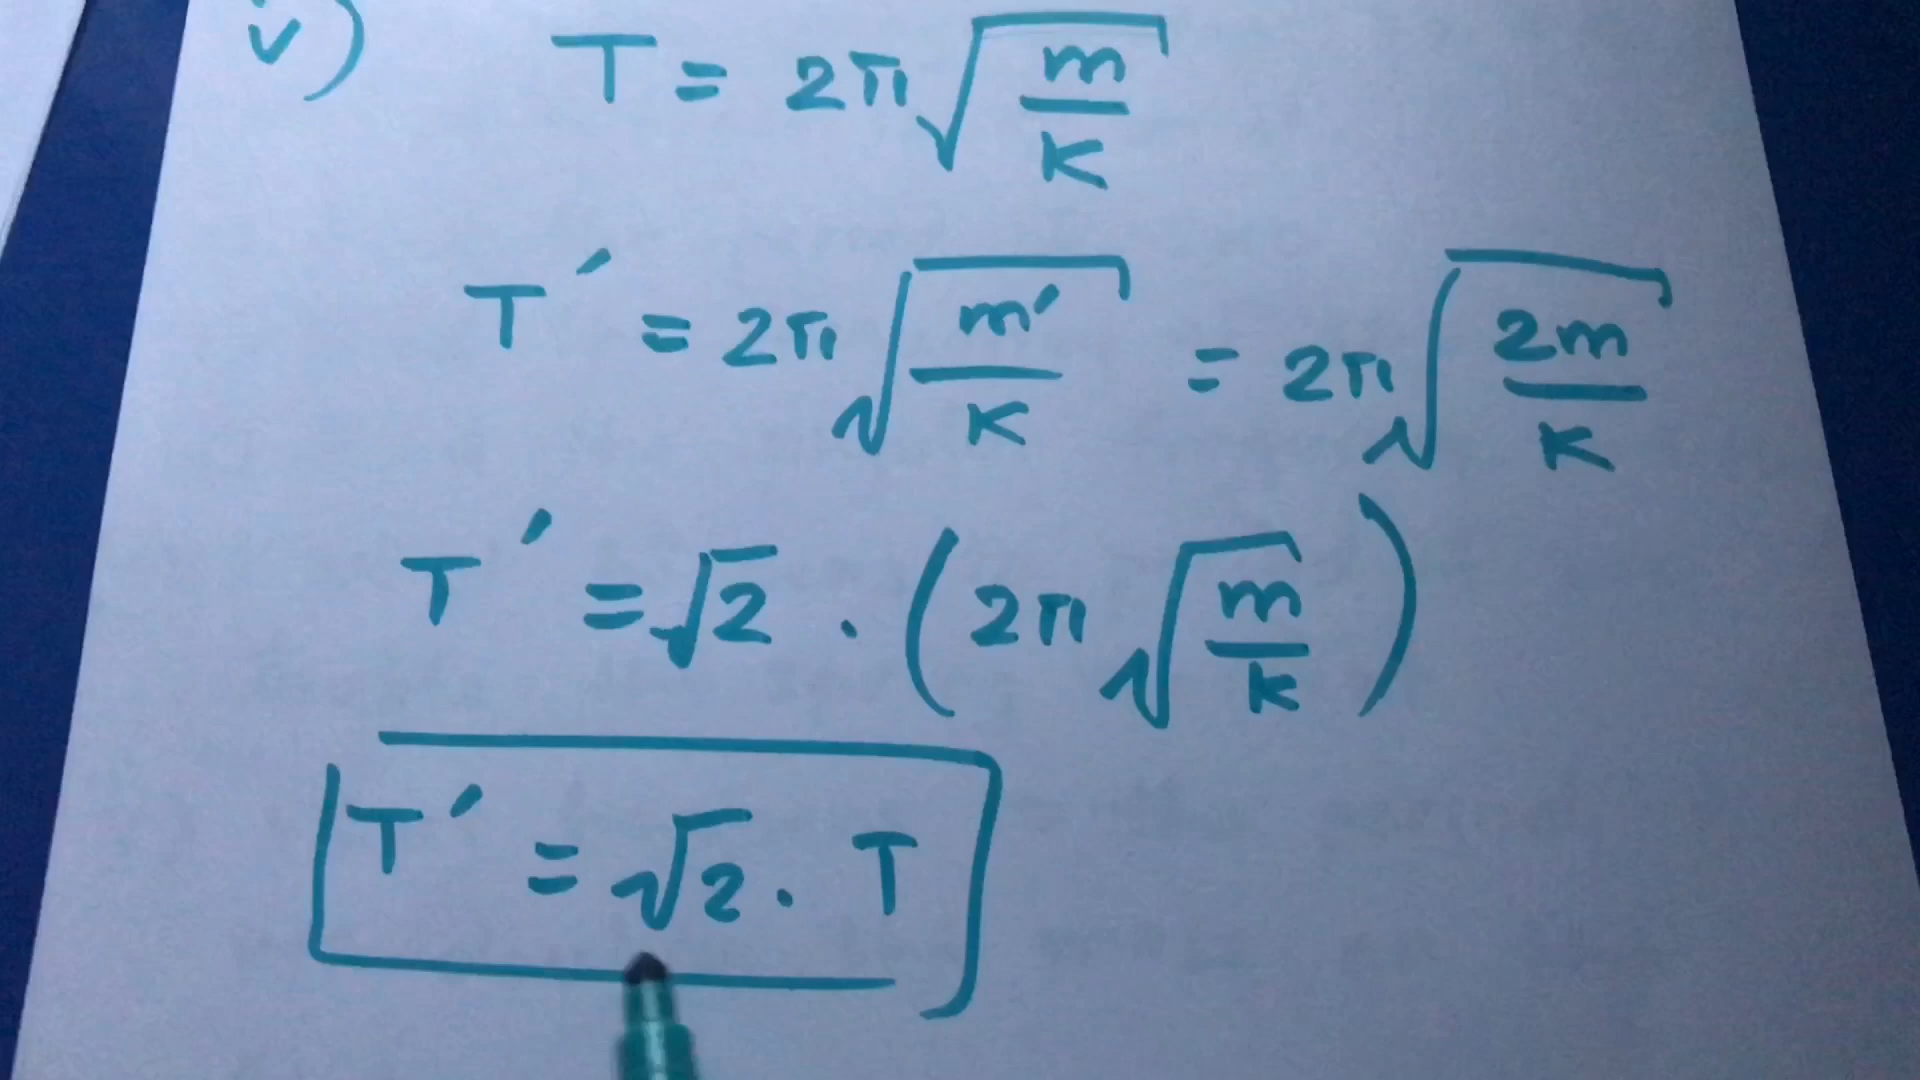 v) T = 2π√(m/K)
T′ = 2π√(m′/K) = 2π√(2m/K)
T′ = √2 · (2π√(m/K))
T′ = √2 · T